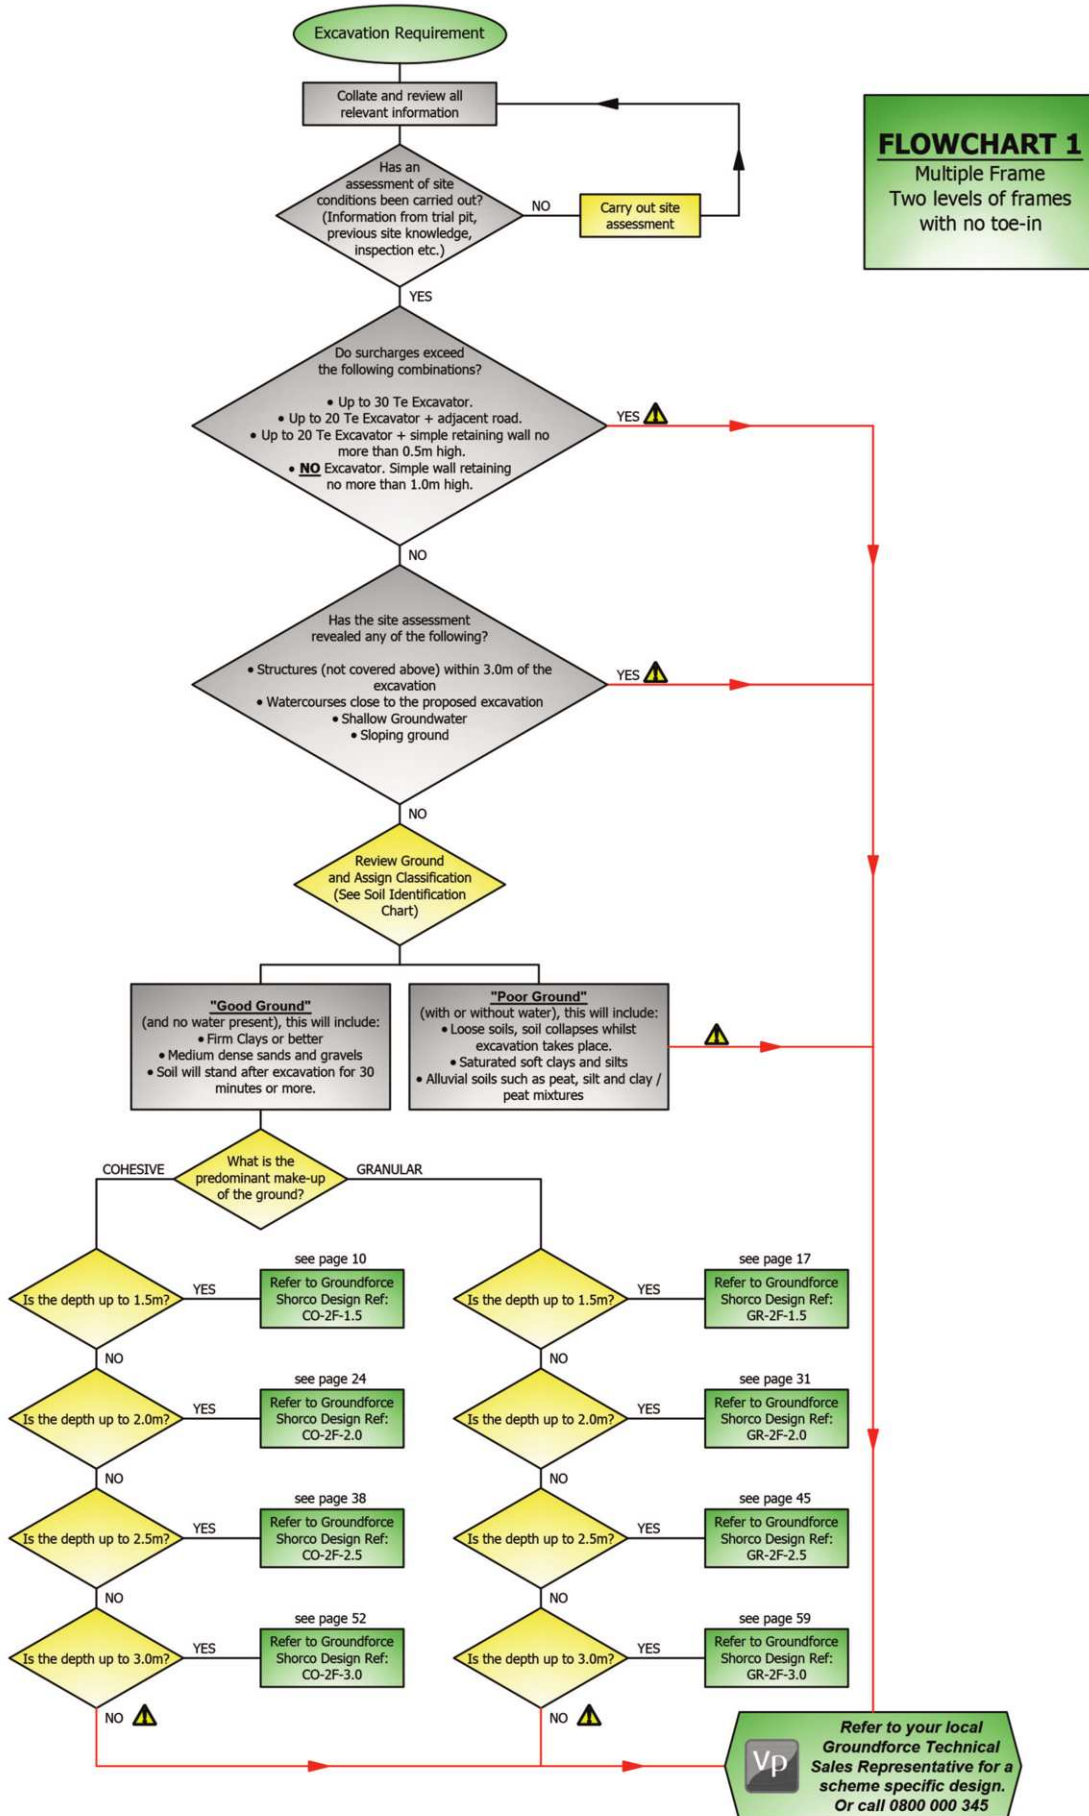 Excavation Requirement
Collate and review all
relevant information
FLOWCHART 1
Multiple Frame
Two levels of frames
with no toe-in
Has an
assessment of site
conditions been carried out?
(Information from trial pit,
previous site knowledge,
inspection etc.)
NO
Carry out site
assessment
YES
Do surcharges exceed
the following combinations?
• Up to 30 Te Excavator.
• Up to 20 Te Excavator + adjacent road.
• Up to 20 Te Excavator + simple retaining wall no
more than 0.5m high.
• NO Excavator. Simple wall retaining
no more than 1.0m high.
YES
NO
Has the site assessment
revealed any of the following?
• Structures (not covered above) within 3.0m of the
excavation
• Watercourses close to the proposed excavation
• Shallow Groundwater
• Sloping ground
YES
NO
Review Ground
and Assign Classification
(See Soil Identification
Chart)
"Good Ground"
(and no water present), this will include:
• Firm Clays or better
• Medium dense sands and gravels
• Soil will stand after excavation for 30
minutes or more.
"Poor Ground"
(with or without water), this will include:
• Loose soils, soil collapses whilst
excavation takes place.
• Saturated soft clays and silts
• Alluvial soils such as peat, silt and clay /
peat mixtures
What is the
predominant make-up
of the ground?
COHESIVE
GRANULAR
Is the depth up to 1.5m?
YES
see page 10
Refer to Groundforce
Shorco Design Ref:
CO-2F-1.5
NO
Is the depth up to 2.0m?
YES
see page 24
Refer to Groundforce
Shorco Design Ref:
CO-2F-2.0
NO
Is the depth up to 2.5m?
YES
see page 38
Refer to Groundforce
Shorco Design Ref:
CO-2F-2.5
NO
Is the depth up to 3.0m?
YES
see page 52
Refer to Groundforce
Shorco Design Ref:
CO-2F-3.0
NO
Is the depth up to 1.5m?
YES
see page 17
Refer to Groundforce
Shorco Design Ref:
GR-2F-1.5
NO
Is the depth up to 2.0m?
YES
see page 31
Refer to Groundforce
Shorco Design Ref:
GR-2F-2.0
NO
Is the depth up to 2.5m?
YES
see page 45
Refer to Groundforce
Shorco Design Ref:
GR-2F-2.5
NO
Is the depth up to 3.0m?
YES
see page 59
Refer to Groundforce
Shorco Design Ref:
GR-2F-3.0
NO
Vp
Refer to your local
Groundforce Technical
Sales Representative for a
scheme specific design.
Or call 0800 000 345